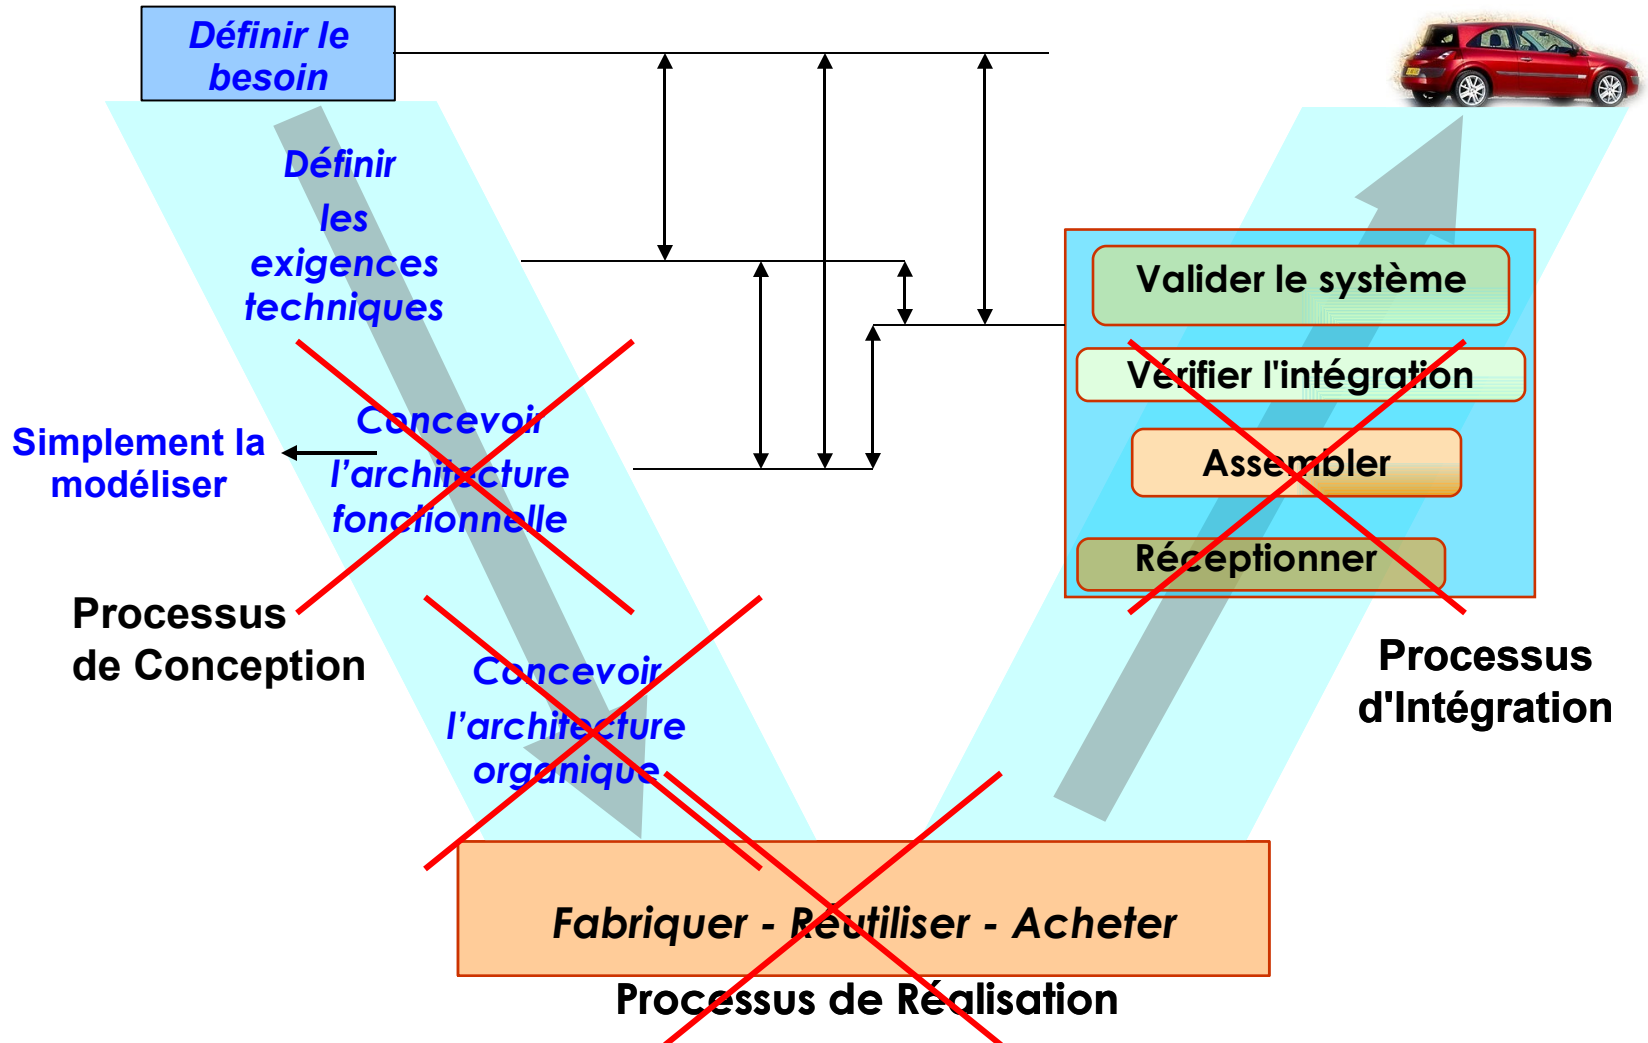 Définir le
besoin
Définir
les
exigences
techniques
Concevoir
l’architecture
fonctionnelle
Simplement la
modéliser
Processus
de Conception
Concevoir
l’architecture
organique
Fabriquer - Réutiliser - Acheter
Processus de Réalisation
Valider le système
Vérifier l'intégration
Assembler
Réceptionner
Processus
d'Intégration